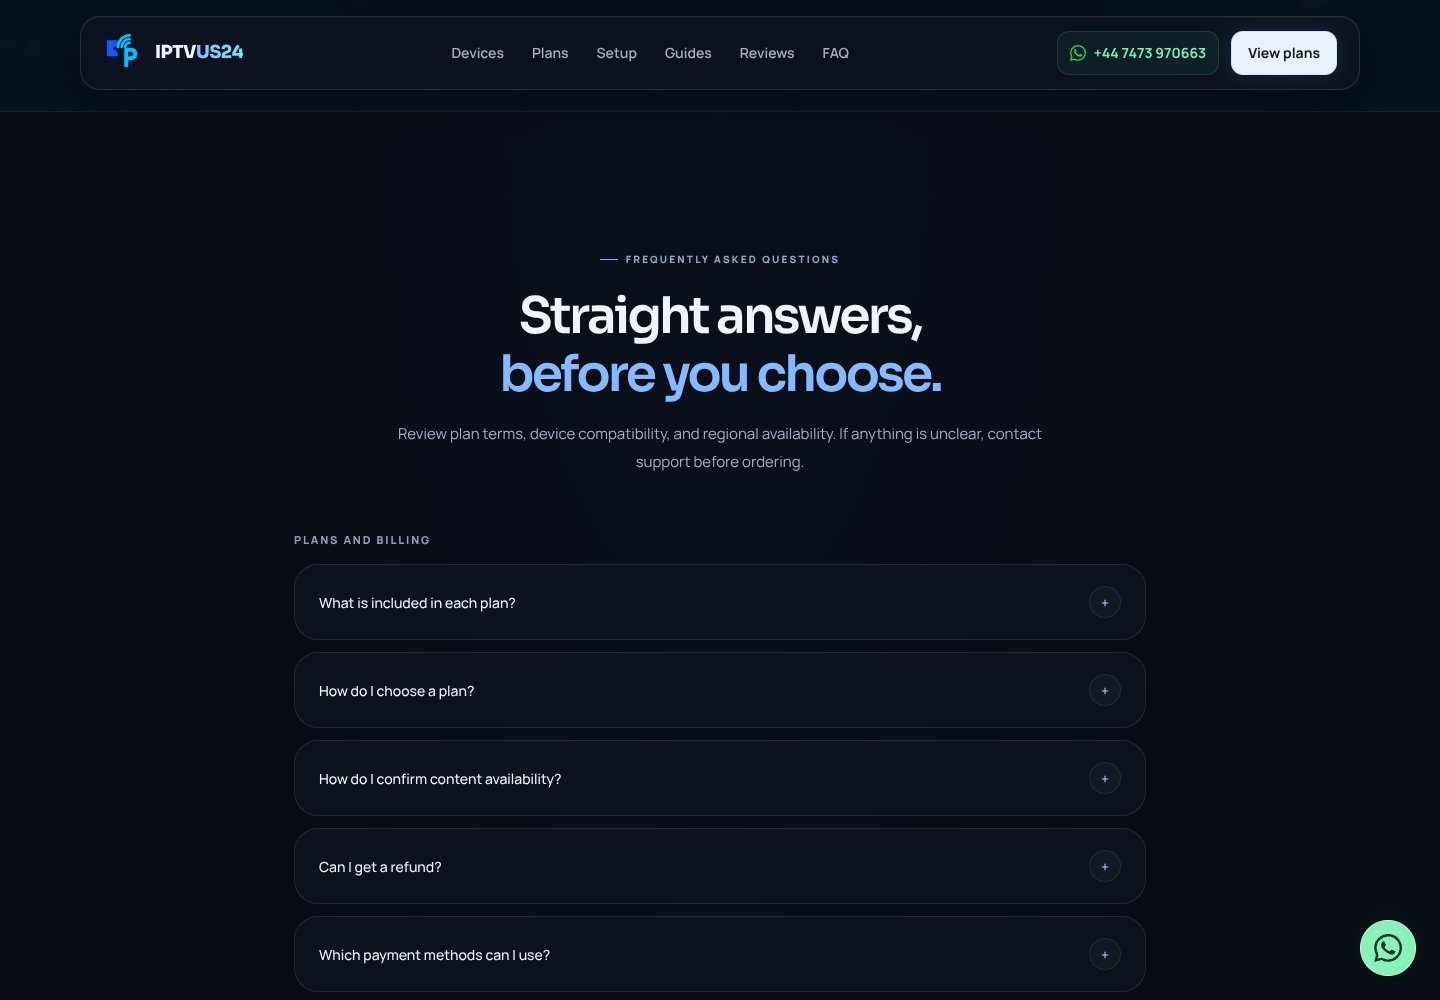 IPTVUS24
Devices
Plans
Setup
Guides
Reviews
FAQ
+44 7473 970663
View plans
FREQUENTLY ASKED QUESTIONS
Straight answers,
before you choose.
Review plan terms, device compatibility, and regional availability. If anything is unclear, contact
support before ordering.
PLANS AND BILLING
What is included in each plan?
+
How do I choose a plan?
+
How do I confirm content availability?
+
Can I get a refund?
+
Which payment methods can I use?
+